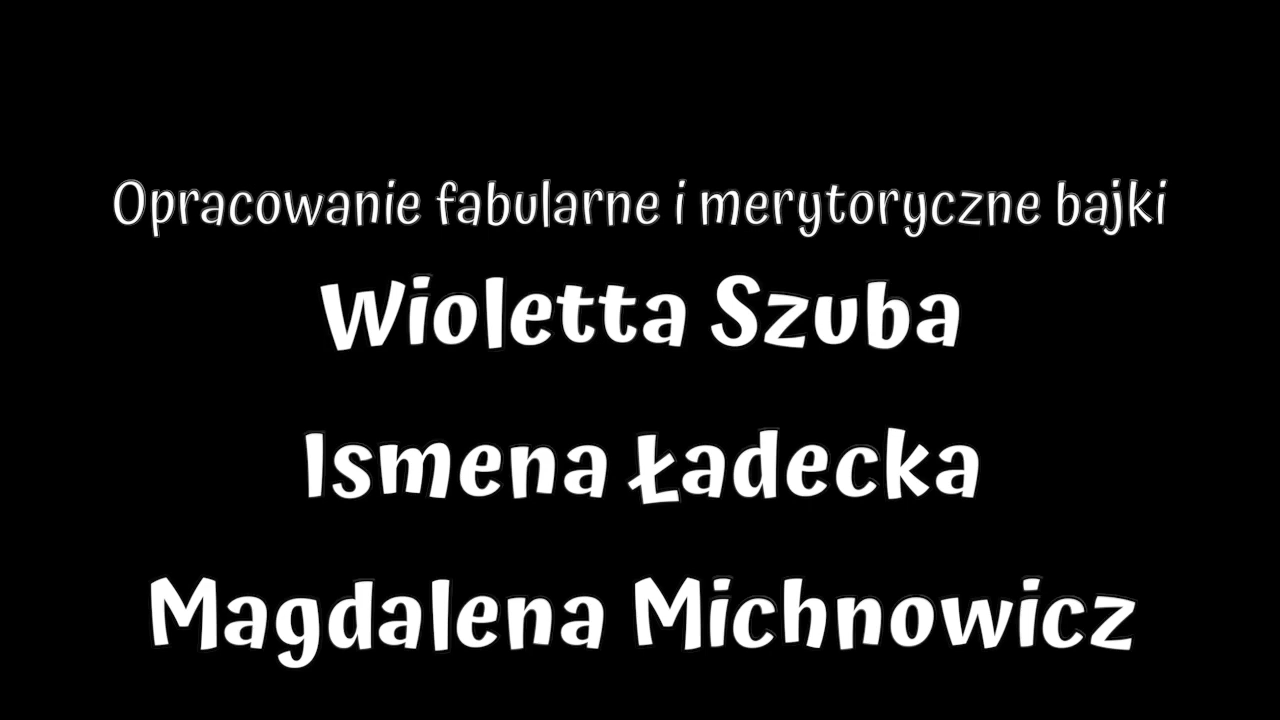 Opracowanie fabularne i merytoryczne bajki
Wioletta Szuba
Ismena Ładecka
Magdalena Michnowicz